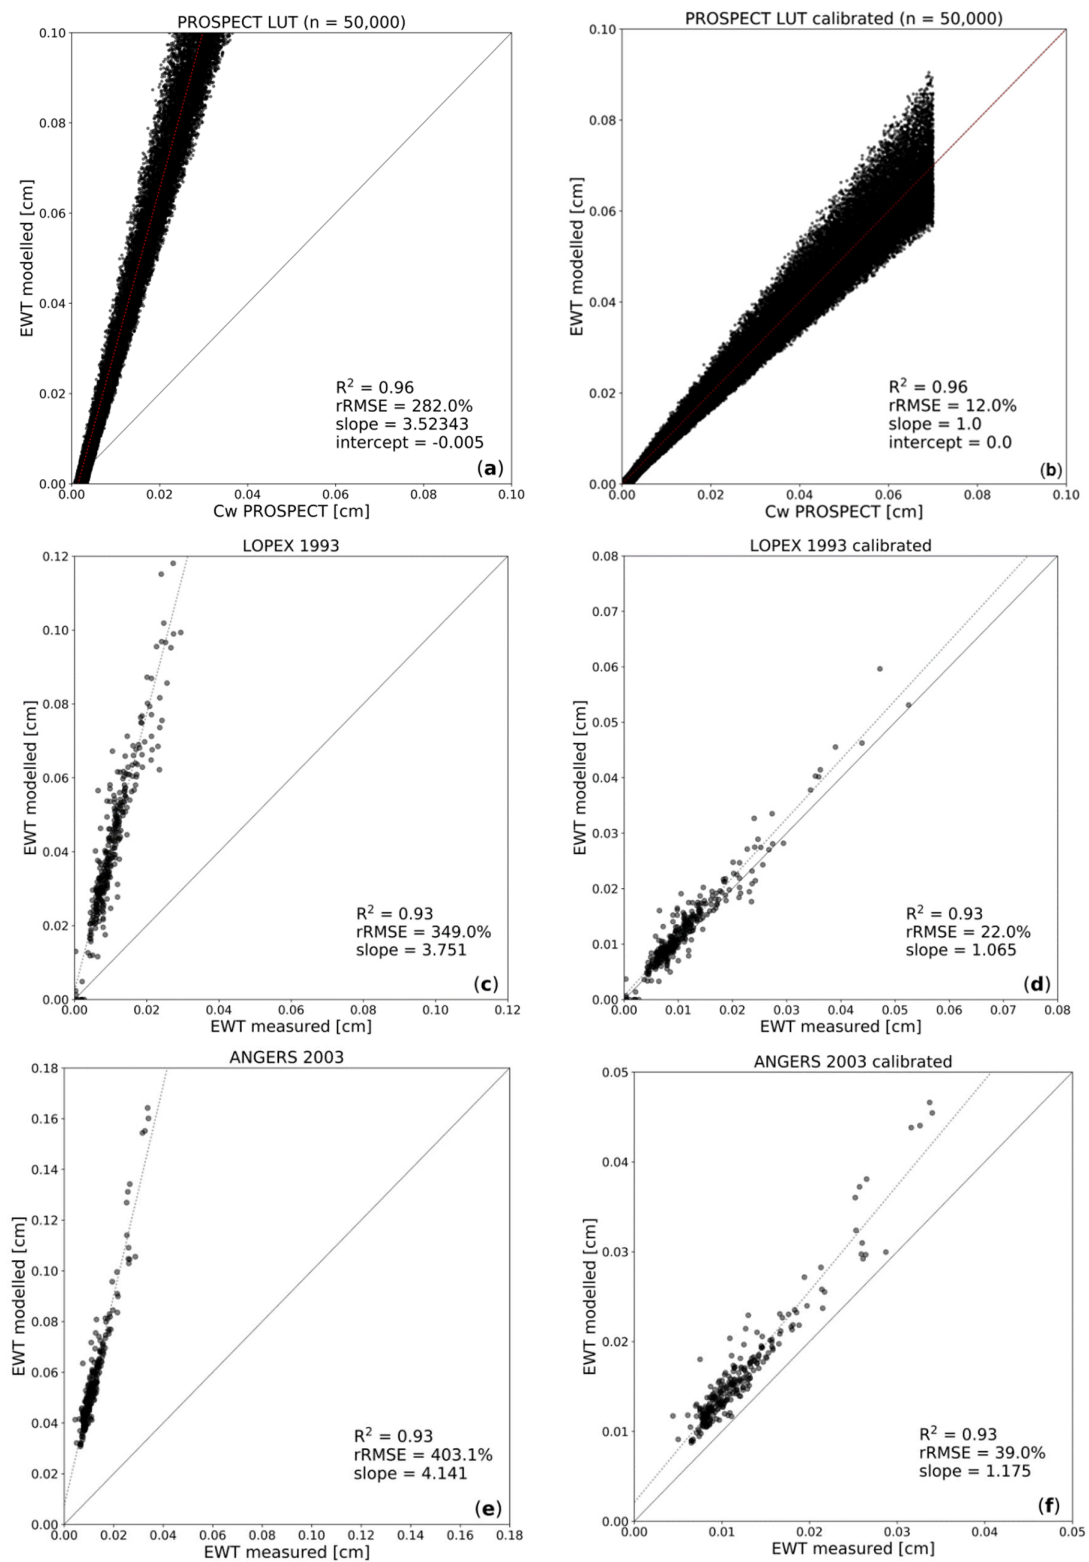 PROSPECT LUT (n = 50,000)
0.10
0.08
0.06
0.04
0.02
0.00
EWT modelled [cm]
R² = 0.96
rRMSE = 282.0%
slope = 3.52343
intercept = -0.005
(a)
0.00 0.02 0.04 0.06 0.08 0.10
Cw PROSPECT [cm]
PROSPECT LUT calibrated (n = 50,000)
0.10
0.08
0.06
0.04
0.02
0.00
EWT modelled [cm]
R² = 0.96
rRMSE = 12.0%
slope = 1.0
intercept = 0.0
(b)
0.00 0.02 0.04 0.06 0.08 0.10
Cw PROSPECT [cm]
LOPEX 1993
0.12
0.10
0.08
0.06
0.04
0.02
0.00
EWT modelled [cm]
R² = 0.93
rRMSE = 349.0%
slope = 3.751
(c)
0.00 0.02 0.04 0.06 0.08 0.10 0.12
EWT measured [cm]
LOPEX 1993 calibrated
0.08
0.07
0.06
0.05
0.04
0.03
0.02
0.01
0.00
EWT modelled [cm]
R² = 0.93
rRMSE = 22.0%
slope = 1.065
(d)
0.00 0.01 0.02 0.03 0.04 0.05 0.06 0.07 0.08
EWT measured [cm]
ANGERS 2003
0.18
0.16
0.14
0.12
0.10
0.08
0.06
0.04
0.02
0.00
EWT modelled [cm]
R² = 0.93
rRMSE = 403.1%
slope = 4.141
(e)
0.00 0.02 0.04 0.06 0.08 0.10 0.12 0.14 0.16 0.18
EWT measured [cm]
ANGERS 2003 calibrated
0.05
0.04
0.03
0.02
0.01
0.00
EWT modelled [cm]
R² = 0.93
rRMSE = 39.0%
slope = 1.175
(f)
0.00 0.01 0.02 0.03 0.04 0.05
EWT measured [cm]